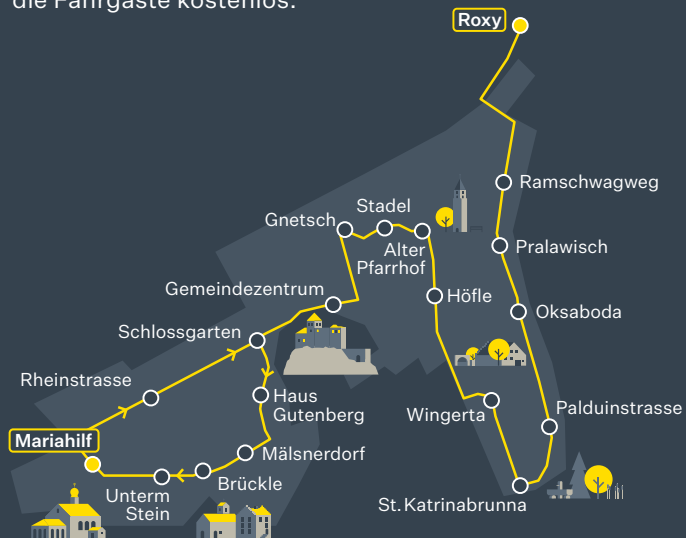 die Fahrgäste kostenlos.
Roxy
Ramschwagweg
Stadel
Gnetsch
Alter
Pfarrhof
Pralawisch
Gemeindezentrum
Höfle
Oksaboda
Schlossgarten
Rheinstrasse
Haus
Gutenberg
Wingerta
Palduinstrasse
Mariahilf
Mälsnerdorf
Brückle
Unterm
Stein
St. Katrinabrunna